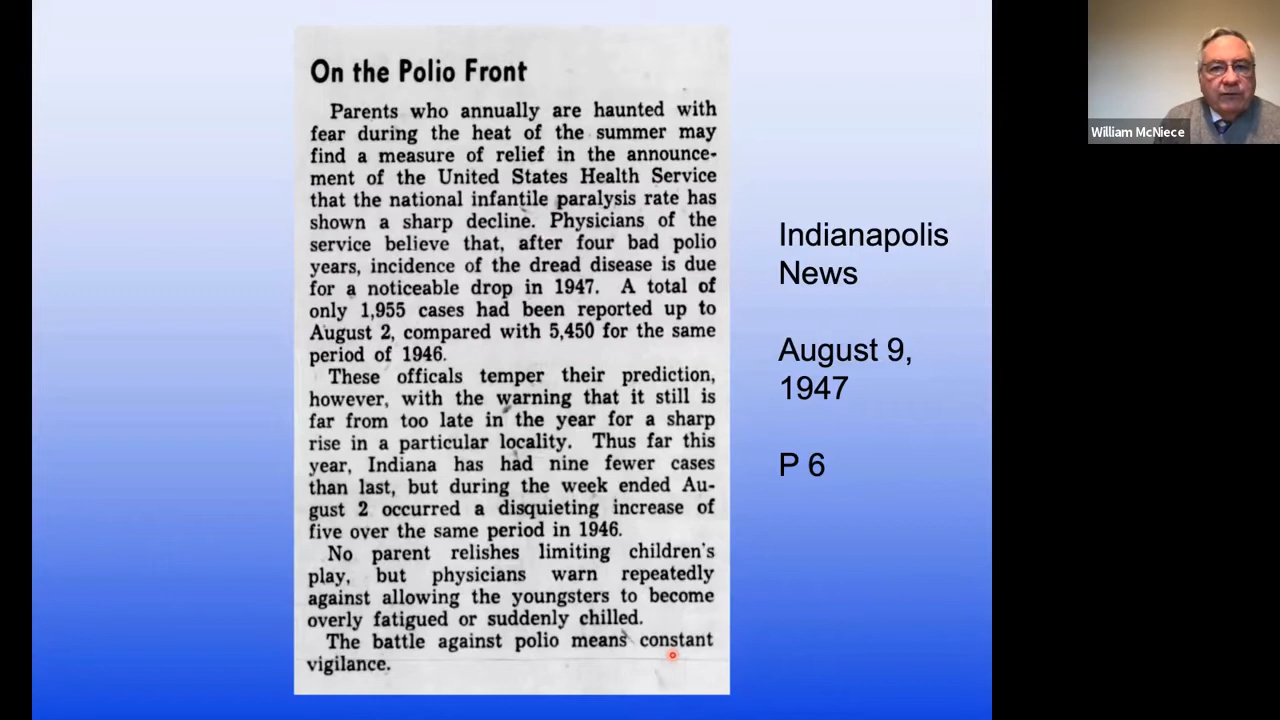 On the Polio Front
Parents who annually are haunted with
fear during the heat of the summer may
find a measure of relief in the announce-
ment of the United States Health Service
that the national infantile paralysis rate has
shown a sharp decline. Physicians of the
service believe that, after four bad polio
years, incidence of the dread disease is due
for a noticeable drop in 1947. A total of
only 1,955 cases had been reported up to
August 2, compared with 5,450 for the same
period of 1946.
These officals temper their prediction,
however, with the warning that it still is
far from too late in the year for a sharp
rise in a particular locality. Thus far this
year, Indiana has had nine fewer cases
than last, but during the week ended Au-
gust 2 occurred a disquieting increase of
five over the same period in 1946.
No parent relishes limiting children's
play, but physicians warn repeatedly
against allowing the youngsters to become
overly fatigued or suddenly chilled.
The battle against polio means constant
vigilance.
Indianapolis
News
August 9,
1947
P 6
William McNiece